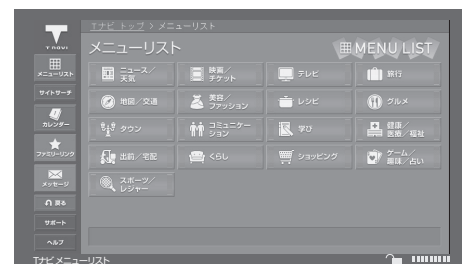 Tナビ トップ > メニューリスト
T navi
メニューリスト
MENU LIST
メニューリスト
サイトサーチ
カレンダー
ファミリーリンク
メッセージ
戻る
サポート
ヘルプ
ニュース／
天気
映画／
チケット
テレビ
旅行
地図／交通
美容／
ファッション
レシピ
グルメ
タウン
コミュニケー
ション
学び
健康／
医療／福祉
出前／宅配
くらし
ショッピング
ゲーム／
趣味／占い
スポーツ／
レジャー
Tナビ メニューリスト